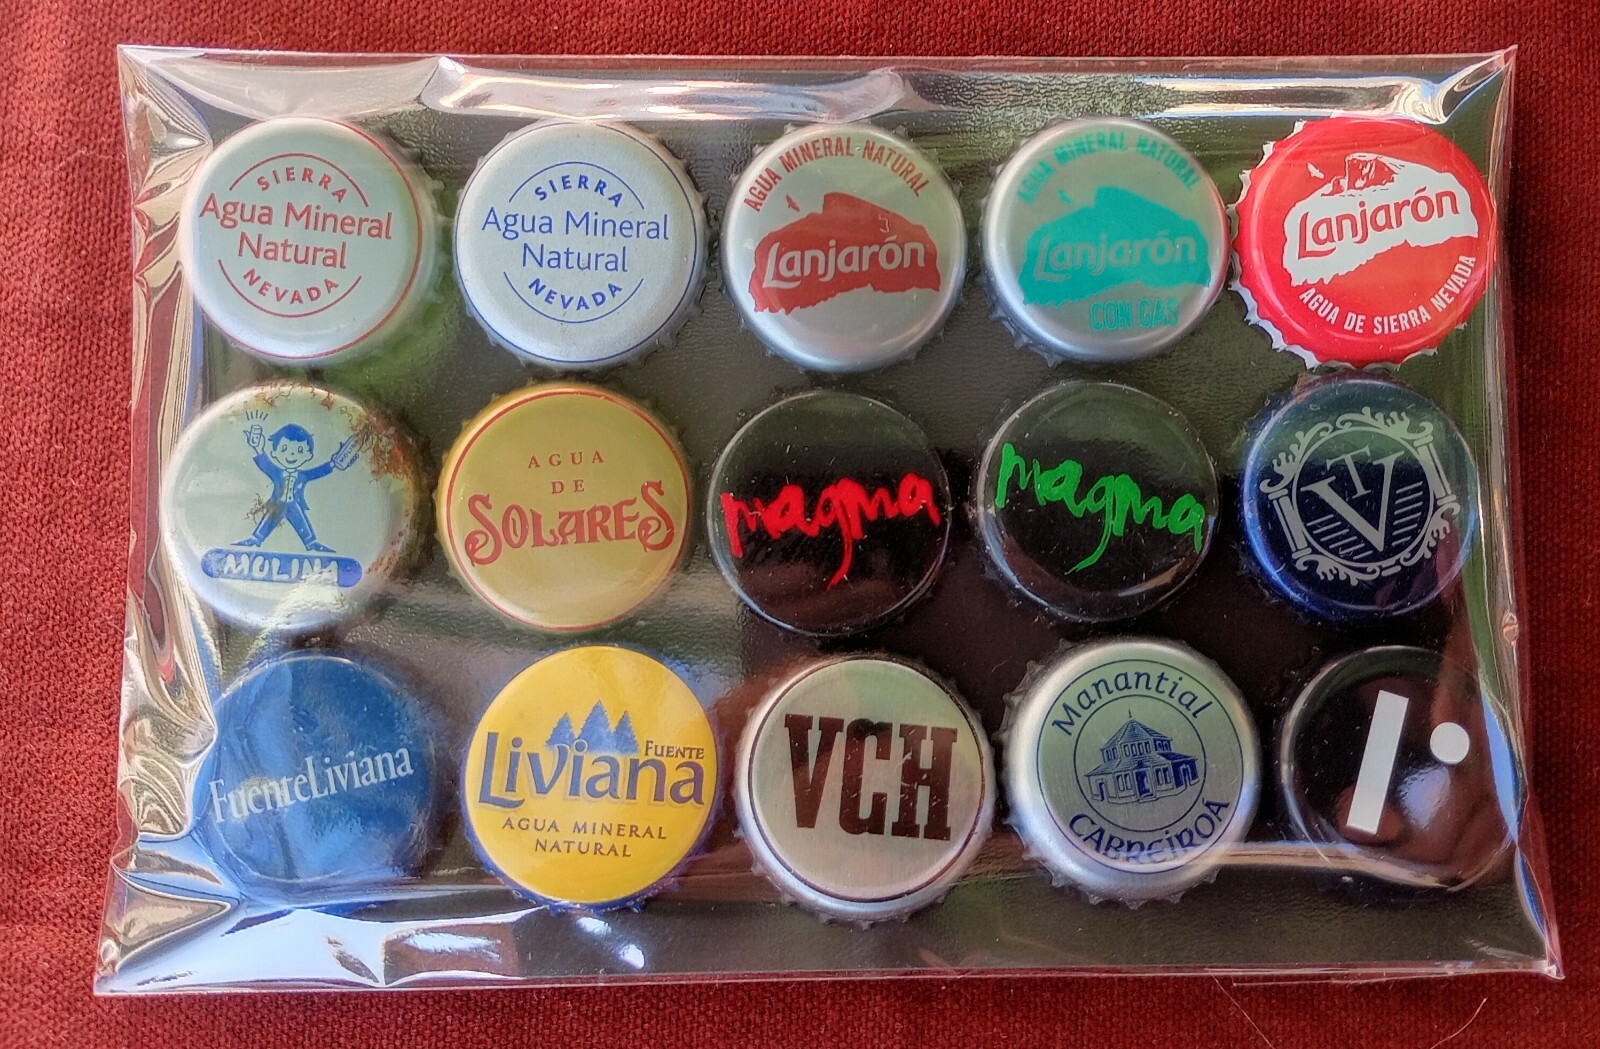 SIERRA
Agua Mineral
Natural
NEVADA
SIERRA
Agua Mineral
Natural
NEVADA
AGUA MINERAL NATURAL
Lanjarón
AGUA MINERAL NATURAL
Lanjarón
CON GAS
Lanjarón
AGUA DE SIERRA NEVADA
MOLINA
AGUA
DE
SOLARES
magma
magma
TV
FuenteLiviana
FUENTE
Liviana
AGUA MINERAL
NATURAL
VCH
Manantial
CABREIROÁ